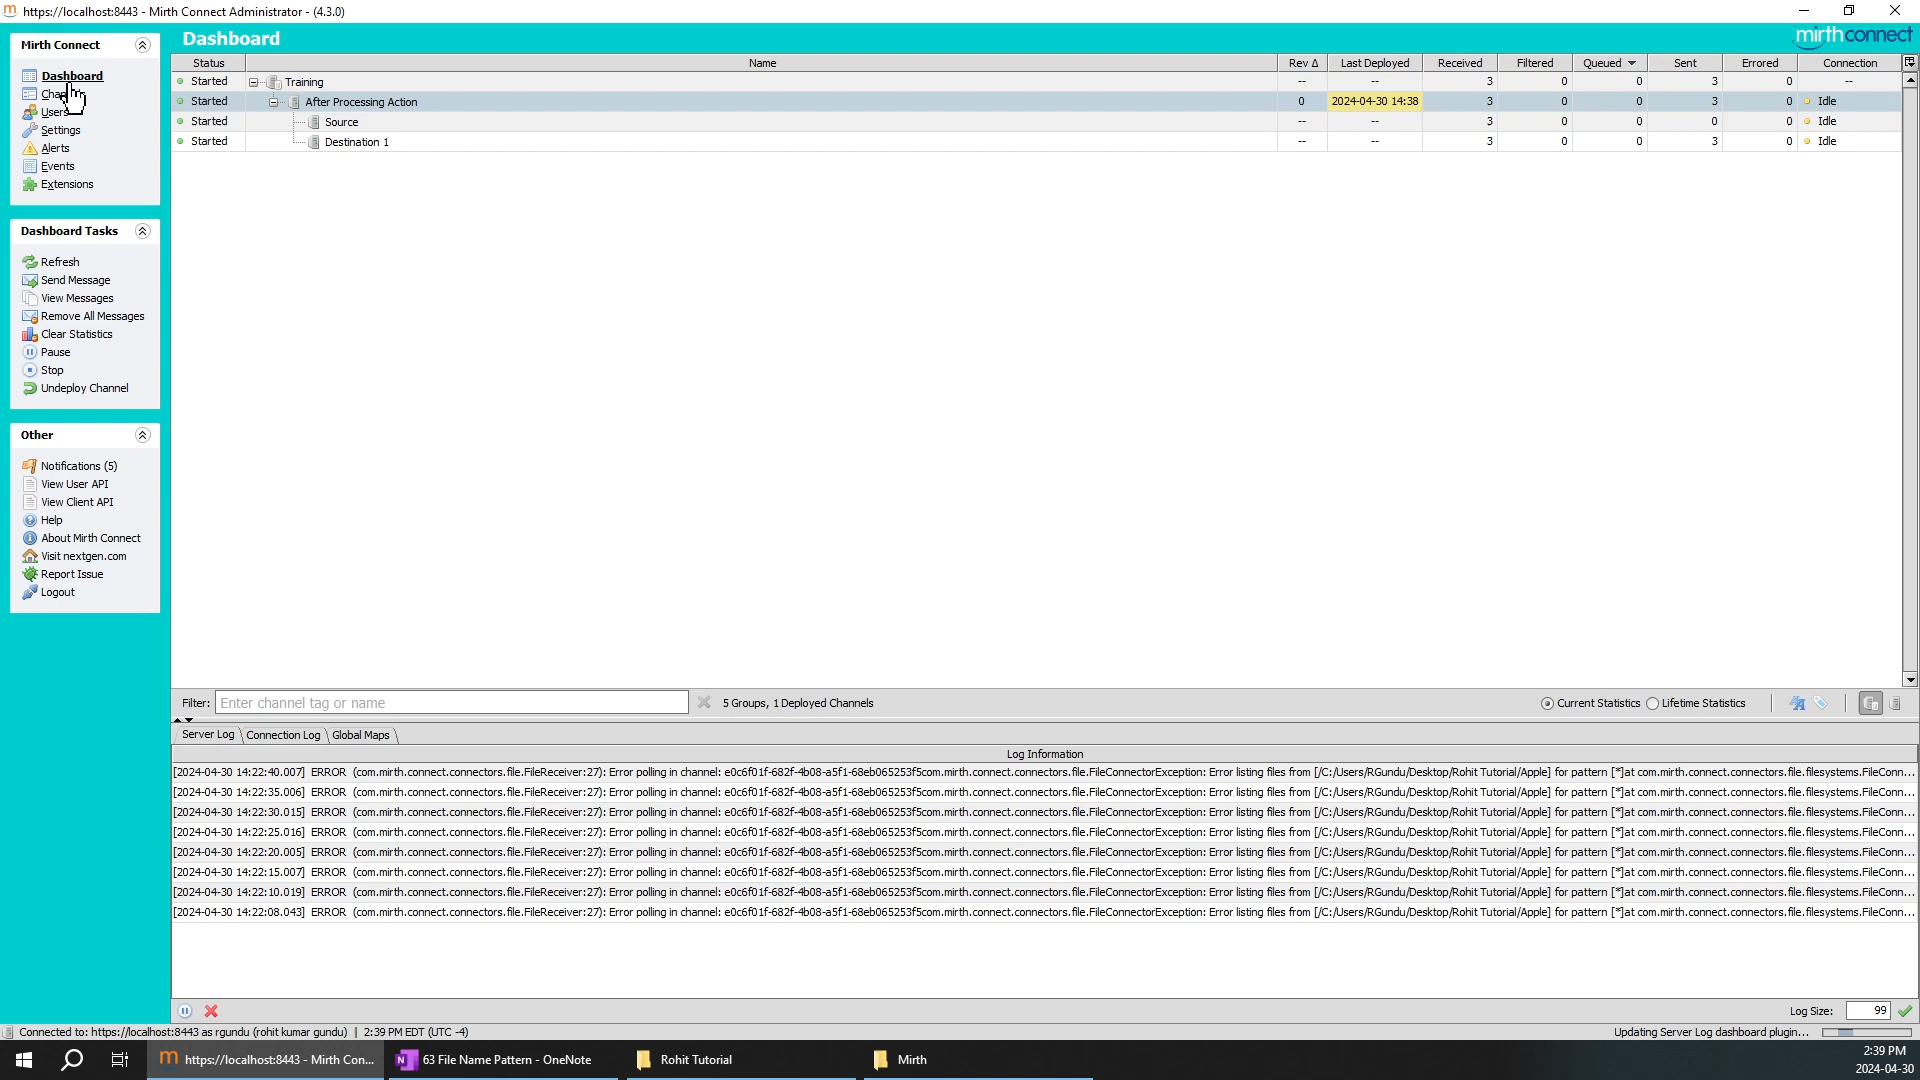 https://localhost:8443 - Mirth Connect Administrator - (4.3.0)
Mirth Connect
Dashboard
Users
Settings
Alerts
Events
Extensions
Dashboard Tasks
Refresh
Send Message
View Messages
Remove All Messages
Clear Statistics
Pause
Stop
Undeploy Channel
Other
Notifications (5)
View User API
View Client API
Help
About Mirth Connect
Visit nextgen.com
Report Issue
Logout
Dashboard
mirthconnect
Status Name Rev Δ Last Deployed Received Filtered Queued Sent Errored Connection
Started Training -- -- 3 0 0 3 0 --
Started After Processing Action 0 2024-04-30 14:38 3 0 0 3 0 Idle
Started Source -- -- 3 0 0 0 0 Idle
Started Destination 1 -- -- 3 0 0 3 0 Idle
Filter: Enter channel tag or name 5 Groups, 1 Deployed Channels Current Statistics Lifetime Statistics
Server Log Connection Log Global Maps
Log Information
[2024-04-30 14:22:40.007] ERROR (com.mirth.connect.connectors.file.FileReceiver:27): Error polling in channel: e0c6f01f-682f-4b08-a5f1-68eb065253f5com.mirth.connect.connectors.file.FileConnectorException: Error listing files from [/C:/Users/RGundu/Desktop/Rohit Tutorial/Apple] for pattern [*]at com.mirth.connect.connectors.file.filesystems.FileConn...
[2024-04-30 14:22:35.006] ERROR (com.mirth.connect.connectors.file.FileReceiver:27): Error polling in channel: e0c6f01f-682f-4b08-a5f1-68eb065253f5com.mirth.connect.connectors.file.FileConnectorException: Error listing files from [/C:/Users/RGundu/Desktop/Rohit Tutorial/Apple] for pattern [*]at com.mirth.connect.connectors.file.filesystems.FileConn...
[2024-04-30 14:22:30.015] ERROR (com.mirth.connect.connectors.file.FileReceiver:27): Error polling in channel: e0c6f01f-682f-4b08-a5f1-68eb065253f5com.mirth.connect.connectors.file.FileConnectorException: Error listing files from [/C:/Users/RGundu/Desktop/Rohit Tutorial/Apple] for pattern [*]at com.mirth.connect.connectors.file.filesystems.FileConn...
[2024-04-30 14:22:25.016] ERROR (com.mirth.connect.connectors.file.FileReceiver:27): Error polling in channel: e0c6f01f-682f-4b08-a5f1-68eb065253f5com.mirth.connect.connectors.file.FileConnectorException: Error listing files from [/C:/Users/RGundu/Desktop/Rohit Tutorial/Apple] for pattern [*]at com.mirth.connect.connectors.file.filesystems.FileConn...
[2024-04-30 14:22:20.005] ERROR (com.mirth.connect.connectors.file.FileReceiver:27): Error polling in channel: e0c6f01f-682f-4b08-a5f1-68eb065253f5com.mirth.connect.connectors.file.FileConnectorException: Error listing files from [/C:/Users/RGundu/Desktop/Rohit Tutorial/Apple] for pattern [*]at com.mirth.connect.connectors.file.filesystems.FileConn...
[2024-04-30 14:22:15.007] ERROR (com.mirth.connect.connectors.file.FileReceiver:27): Error polling in channel: e0c6f01f-682f-4b08-a5f1-68eb065253f5com.mirth.connect.connectors.file.FileConnectorException: Error listing files from [/C:/Users/RGundu/Desktop/Rohit Tutorial/Apple] for pattern [*]at com.mirth.connect.connectors.file.filesystems.FileConn...
[2024-04-30 14:22:10.019] ERROR (com.mirth.connect.connectors.file.FileReceiver:27): Error polling in channel: e0c6f01f-682f-4b08-a5f1-68eb065253f5com.mirth.connect.connectors.file.FileConnectorException: Error listing files from [/C:/Users/RGundu/Desktop/Rohit Tutorial/Apple] for pattern [*]at com.mirth.connect.connectors.file.filesystems.FileConn...
[2024-04-30 14:22:08.043] ERROR (com.mirth.connect.connectors.file.FileReceiver:27): Error polling in channel: e0c6f01f-682f-4b08-a5f1-68eb065253f5com.mirth.connect.connectors.file.FileConnectorException: Error listing files from [/C:/Users/RGundu/Desktop/Rohit Tutorial/Apple] for pattern [*]at com.mirth.connect.connectors.file.filesystems.FileConn...
Log Size: 99
Connected to: https://localhost:8443 as rgundu (rohit kumar gundu) | 2:39 PM EDT (UTC -4) Updating Server Log dashboard plugin...
https://localhost:8443 - Mirth Con... 63 File Name Pattern - OneNote Rohit Tutorial Mirth
2:39 PM
2024-04-30